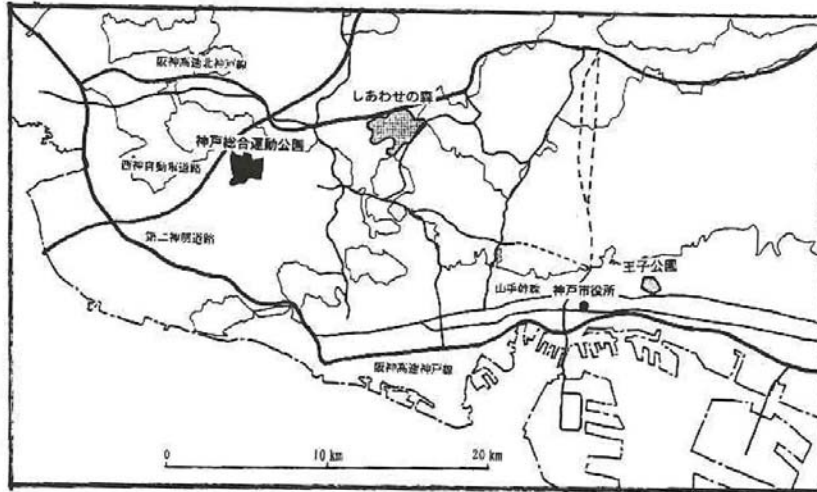 阪神高速北神戸線
しあわせの森
神戸総合運動公園
西神自動車道路
第二神明道路
王子公園
山手幹線
神戸市役所
阪神高速神戸線
0 10 km 20 km